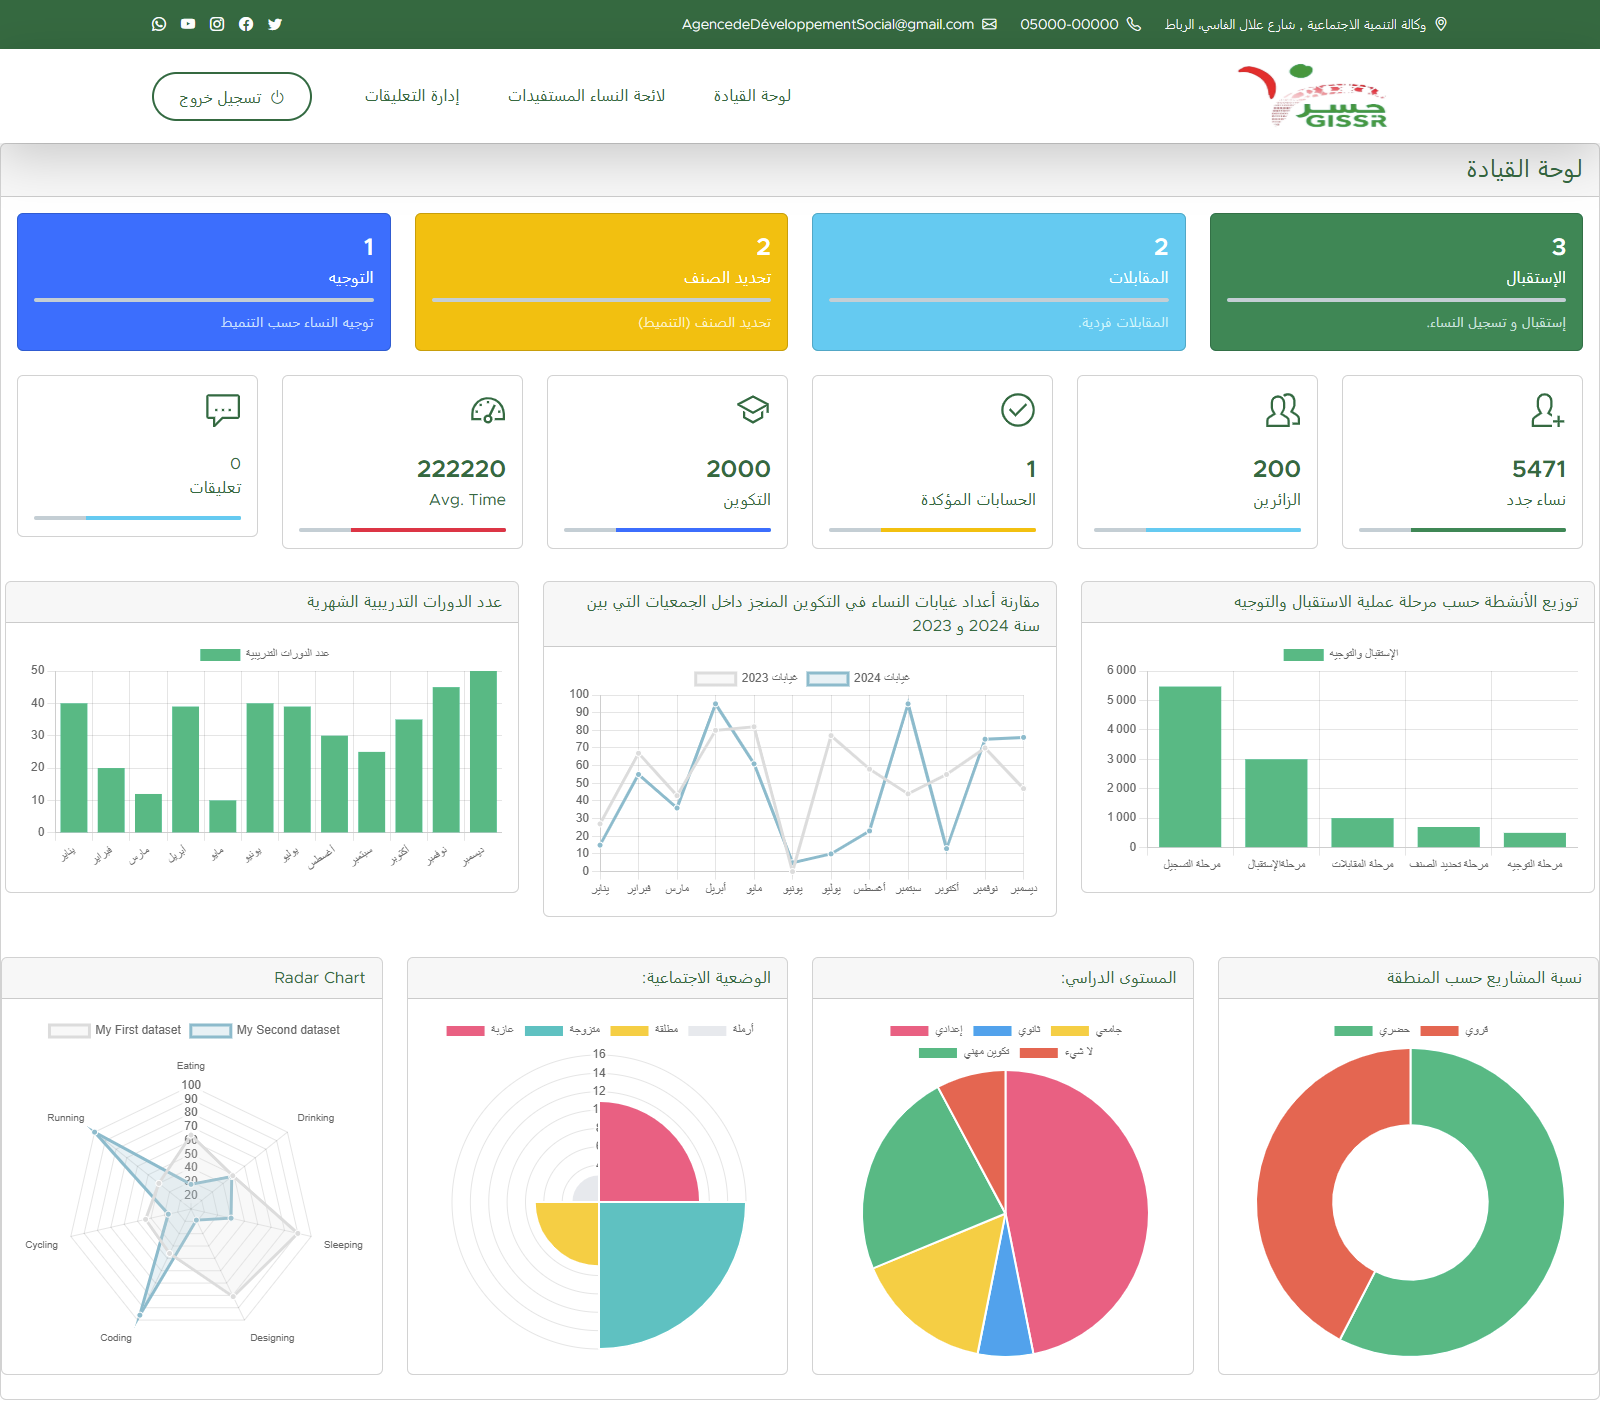 وكالة التنمية الاجتماعية , شارع علال الفاسي، الرباط
05000-00000
AgencedeDéveloppementSocial@gmail.com
جسر
GISSR
لوحة القيادة
لائحة النساء المستفيدات
إدارة التعليقات
تسجيل خروج
لوحة القيادة
3
الإستقبال
إستقبال و تسجيل النساء.
2
المقابلات
المقابلات فردية.
2
تحديد الصنف
تحديد الصنف (التنميط)
1
التوجيه
توجيه النساء حسب التنميط
5471
نساء جدد
200
الزائرين
1
الحسابات المؤكدة
2000
التكوين
222220
Avg. Time
0
تعليقات
توزيع الأنشطة حسب مرحلة عملية الاستقبال والتوجيه
الإستقبال والتوجيه
6 000
5 000
4 000
3 000
2 000
1 000
0
مرحلة التسجيل
مرحلةالإستقبال
مرحلة المقابلات
مرحلة تحديد الصنف
مرحلة التوجيه
مقارنة أعداد غيابات النساء في التكوين المنجز داخل الجمعيات التي بين
سنة 2024 و 2023
غيابات 2023
غيابات 2024
100
90
80
70
60
50
40
30
20
10
0
يناير
فبراير
مارس
أبريل
مايو
يونيو
يوليو
أغسطس
سبتمبر
أكتوبر
نوفمبر
ديسمبر
عدد الدورات التدريبية الشهرية
عدد الدورات التدريبية
50
40
30
20
10
0
يناير
فبراير
مارس
أبريل
مايو
يونيو
يوليو
أغسطس
سبتمبر
أكتوبر
نوفمبر
ديسمبر
نسبة المشاريع حسب المنطقة
حضري
قروي
المستوى الدراسي:
إعدادي
ثانوي
جامعي
تكوين مهني
لا شيء
الوضعية الاجتماعية:
عازبة
متزوجة
مطلقة
أرملة
16
14
12
Radar Chart
My First dataset
My Second dataset
Eating
Drinking
Sleeping
Designing
Coding
Cycling
Running
100
90
80
70
60
50
40
30
20